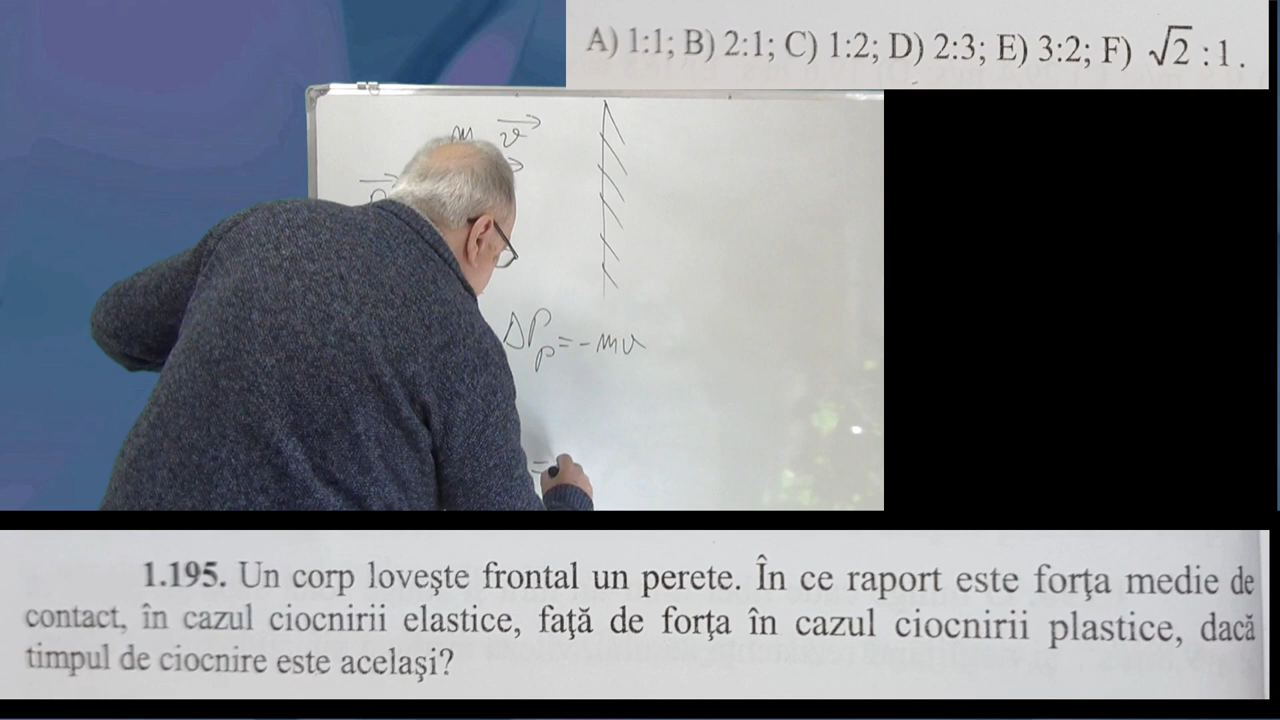 A) 1:1; B) 2:1; C) 1:2; D) 2:3; E) 3:2; F) √2 : 1.
m v
ΔP_p = -mv
=
1.195. Un corp loveşte frontal un perete. În ce raport este forţa medie de
contact, în cazul ciocnirii elastice, faţă de forţa în cazul ciocnirii plastice, dacă
timpul de ciocnire este acelaşi?